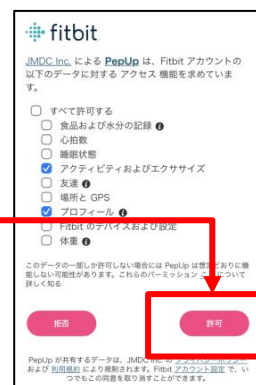 fitbit
JMDC Inc. による PepUp は、Fitbit アカウントの
以下のデータに対する アクセス 機能を求めていま
す。
すべて許可する
食品および水分の記録
心拍数
睡眠状態
アクティビティおよびエクササイズ
友達
場所と GPS
プロフィール
Fitbit のデバイスおよび設定
体重
このデータの一部しか許可しない場合には PepUp は想定どおりに機
能しない可能性があります。これらのパーミッション について
詳しく知る
拒否
許可
PepUp が共有するデータは、JMDC Inc. の プライバシーポリシー
および 利用規約 により規制されます。Fitbit アカウント設定 で、い
つでもこの同意を取り消すことができます。